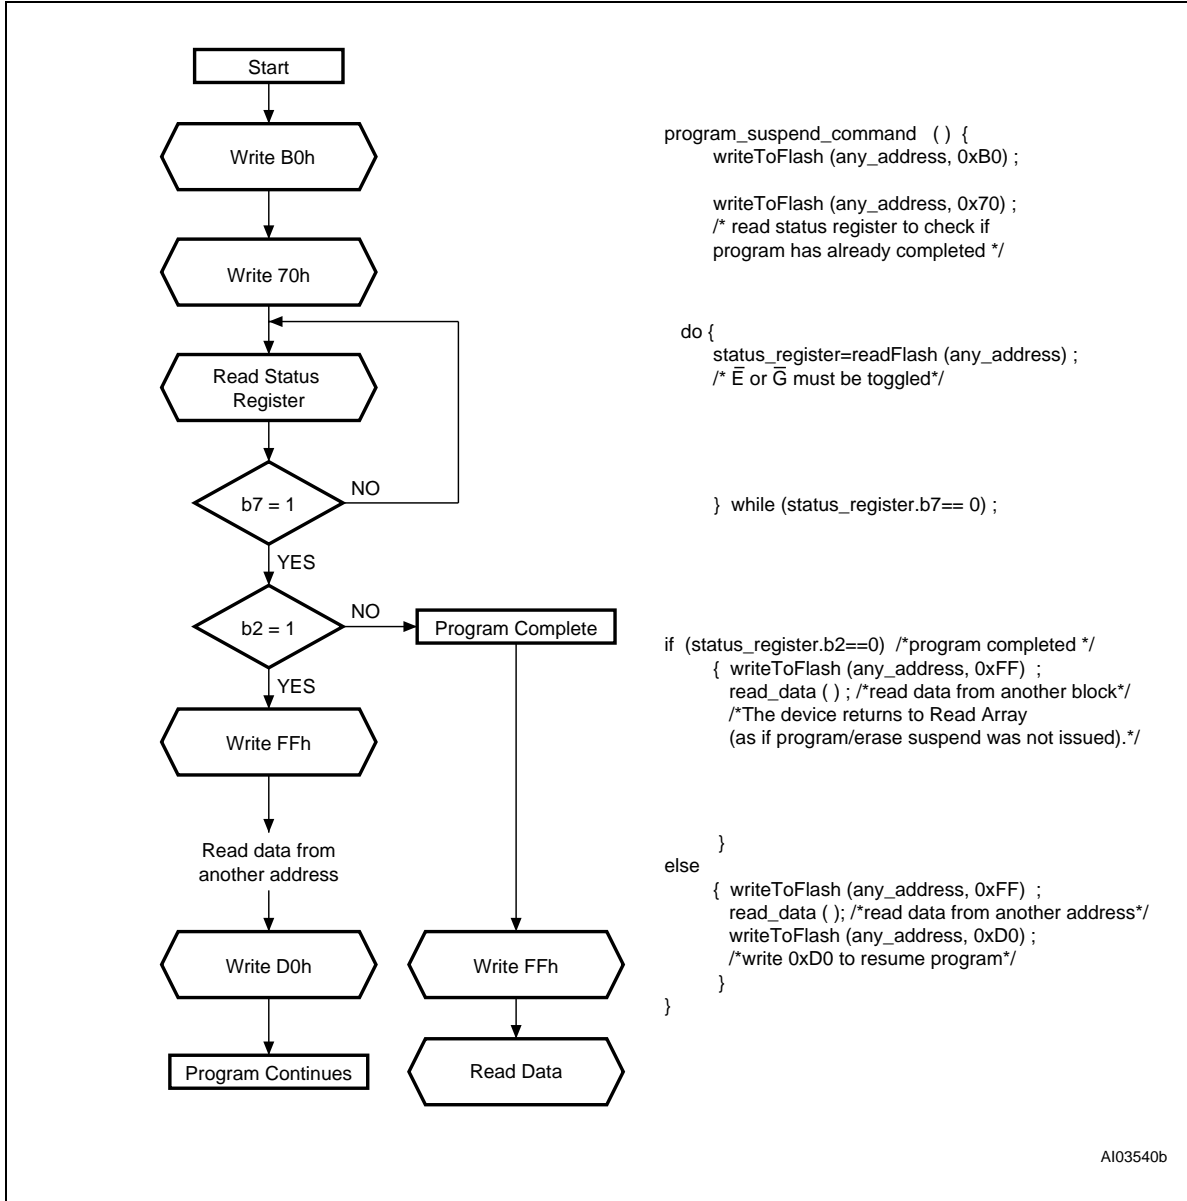 Start
Write B0h
Write 70h
Read Status
Register
b7 = 1
NO
YES
b2 = 1
NO
Program Complete
YES
Write FFh
Read data from
another address
Write D0h
Program Continues
Write FFh
Read Data
program_suspend_command ( ) {
writeToFlash (any_address, 0xB0) ;
writeToFlash (any_address, 0x70) ;
/* read status register to check if
program has already completed */
do {
status_register=readFlash (any_address) ;
/* E̅ or G̅ must be toggled*/
} while (status_register.b7== 0) ;
if (status_register.b2==0) /*program completed */
{ writeToFlash (any_address, 0xFF) ;
read_data ( ) ; /*read data from another block*/
/*The device returns to Read Array
(as if program/erase suspend was not issued).*/
}
else
{ writeToFlash (any_address, 0xFF) ;
read_data ( ); /*read data from another address*/
writeToFlash (any_address, 0xD0) ;
/*write 0xD0 to resume program*/
}
}
AI03540b